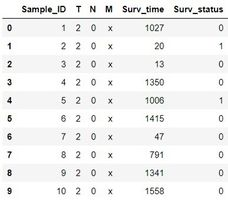 Sample_ID T N M Surv_time Surv_status
0 1 2 0 x 1027 0
1 2 2 0 x 20 1
2 3 2 0 x 13 0
3 4 2 0 x 1350 0
4 5 2 0 x 1006 1
5 6 2 0 x 1415 0
6 7 2 0 x 47 0
7 8 2 0 x 791 0
8 9 2 0 x 1341 0
9 10 2 0 x 1558 0